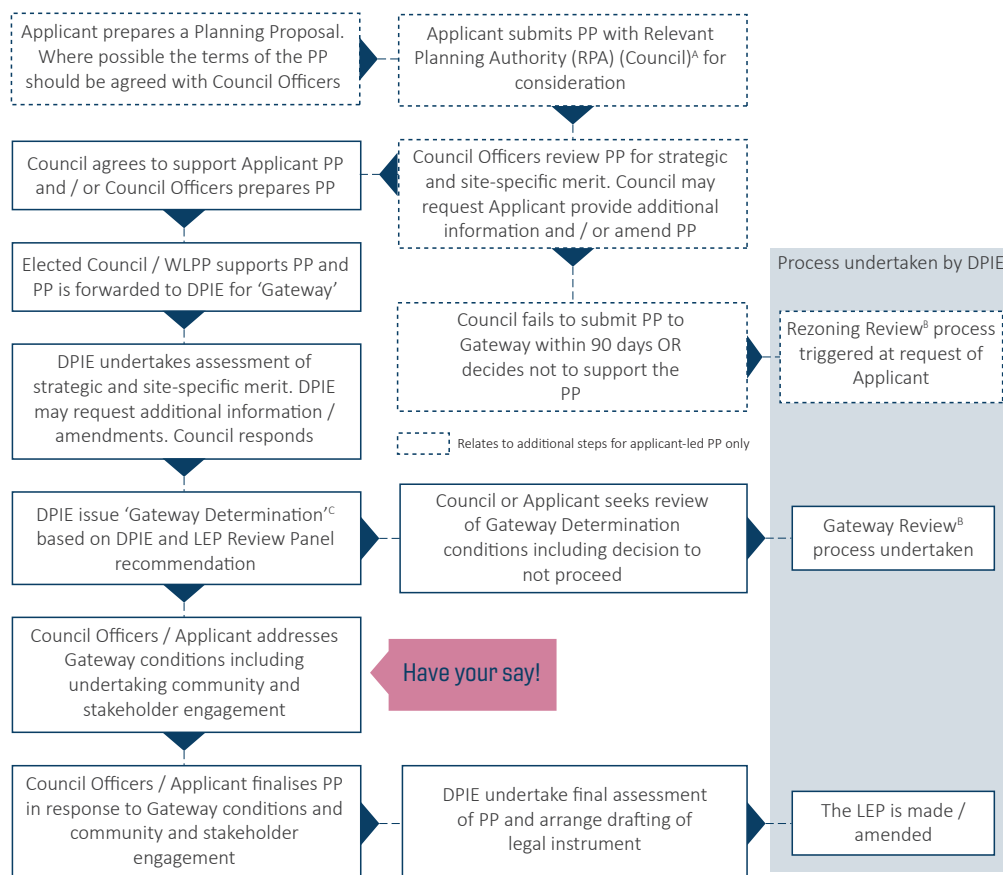 Applicant prepares a Planning Proposal.
Where possible the terms of the PP
should be agreed with Council Officers
Applicant submits PP with Relevant
Planning Authority (RPA) (Council)ᴬ for
consideration
Council agrees to support Applicant PP
and / or Council Officers prepares PP
Council Officers review PP for strategic
and site-specific merit. Council may
request Applicant provide additional
information and / or amend PP
Elected Council / WLPP supports PP and
PP is forwarded to DPIE for ‘Gateway’
Process undertaken by DPIE
Council fails to submit PP to
Gateway within 90 days OR
decides not to support the
PP
Rezoning Reviewᴮ process
triggered at request of
Applicant
DPIE undertakes assessment of
strategic and site-specific merit. DPIE
may request additional information /
amendments. Council responds
Relates to additional steps for applicant-led PP only
DPIE issue ‘Gateway Determination’ᶜ
based on DPIE and LEP Review Panel
recommendation
Council or Applicant seeks review
of Gateway Determination
conditions including decision to
not proceed
Gateway Reviewᴮ
process undertaken
Council Officers / Applicant addresses
Gateway conditions including
undertaking community and
stakeholder engagement
Have your say!
Council Officers / Applicant finalises PP
in response to Gateway conditions and
community and stakeholder
engagement
DPIE undertake final assessment
of PP and arrange drafting of
legal instrument
The LEP is made /
amended